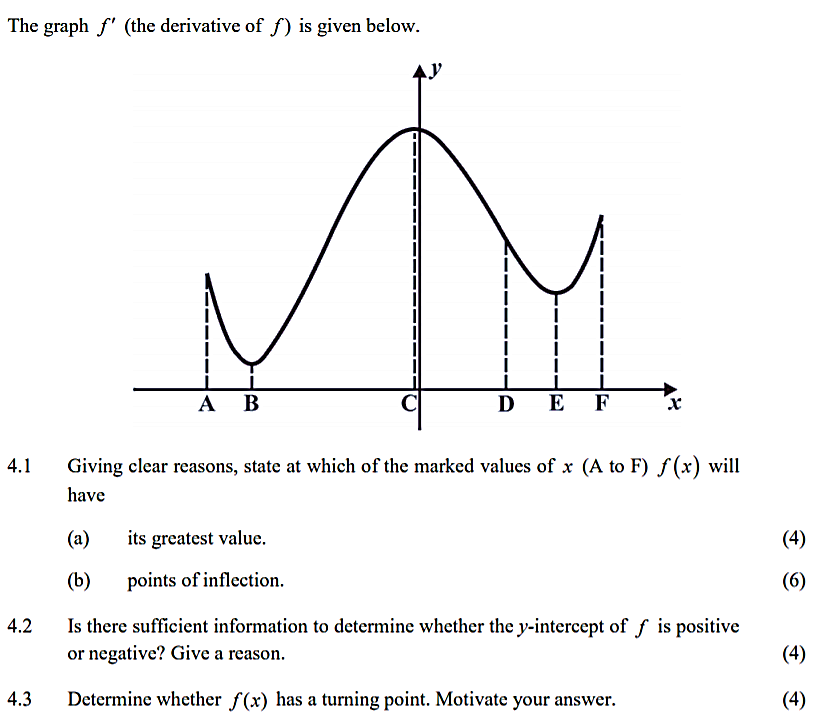 The graph f′ (the derivative of f) is given below.
y
A B C D E F x
4.1 Giving clear reasons, state at which of the marked values of x (A to F) f(x) will
have
(a) its greatest value. (4)
(b) points of inflection. (6)
4.2 Is there sufficient information to determine whether the y-intercept of f is positive
or negative? Give a reason. (4)
4.3 Determine whether f(x) has a turning point. Motivate your answer. (4)